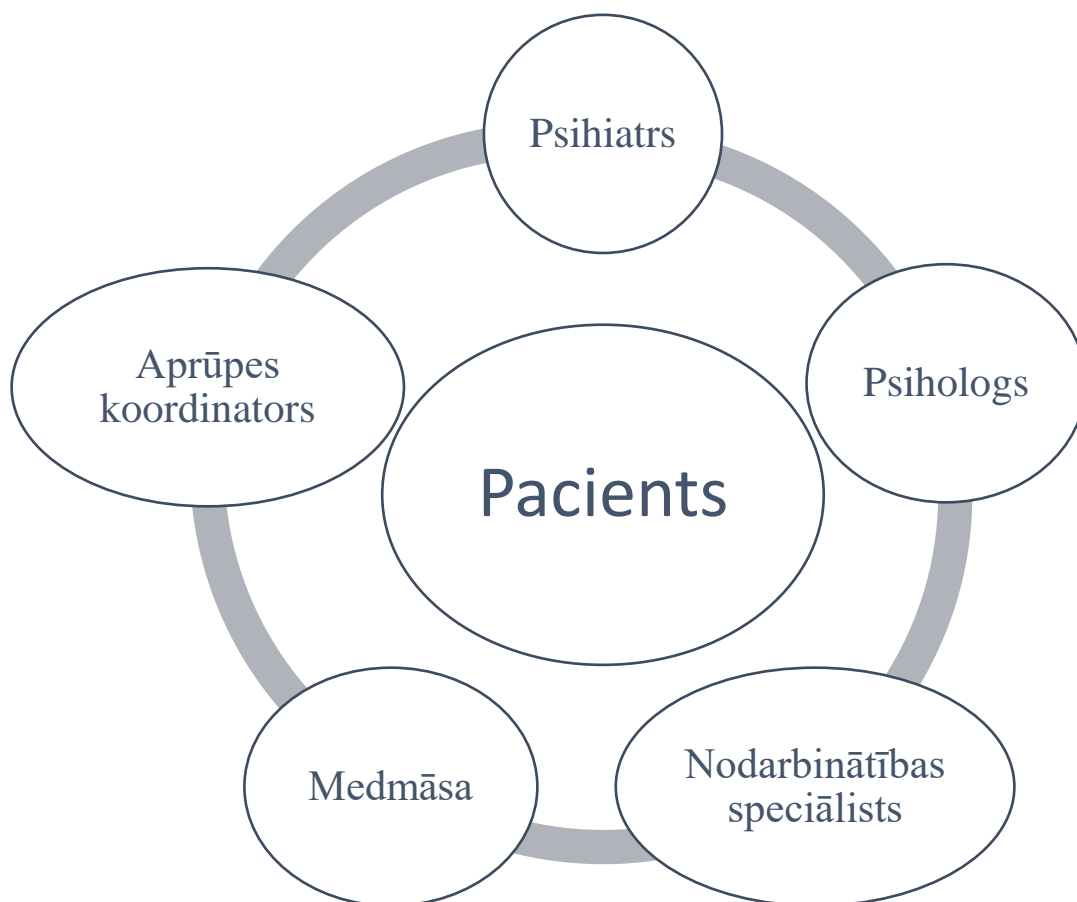 Psihiatrs
Psihologs
Nodarbinātības
speciālists
Medmāsa
Aprūpes
koordinators
Pacients